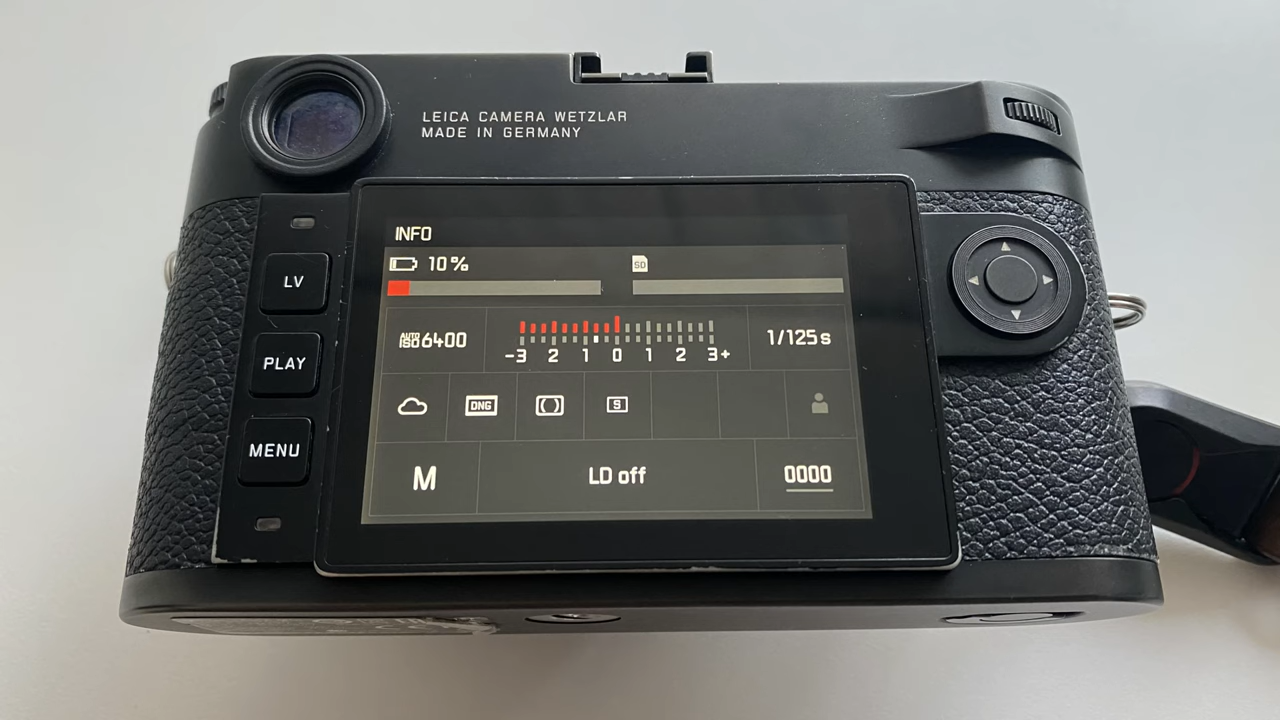 LEICA CAMERA WETZLAR
MADE IN GERMANY
INFO
10% SD
AUTO ISO 6400
-3 2 1 0 1 2 3+
1/125s
DNG S
M LD off 0000
LV
PLAY
MENU